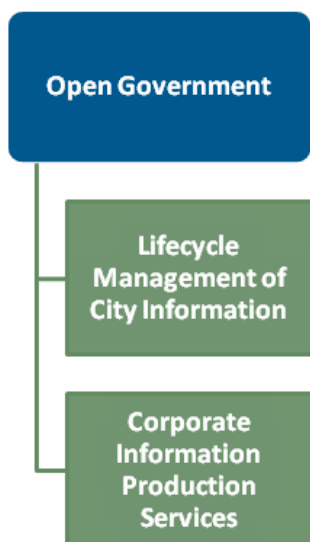 Open Government
Lifecycle
Management of
City Information
Corporate
Information
Production
Services